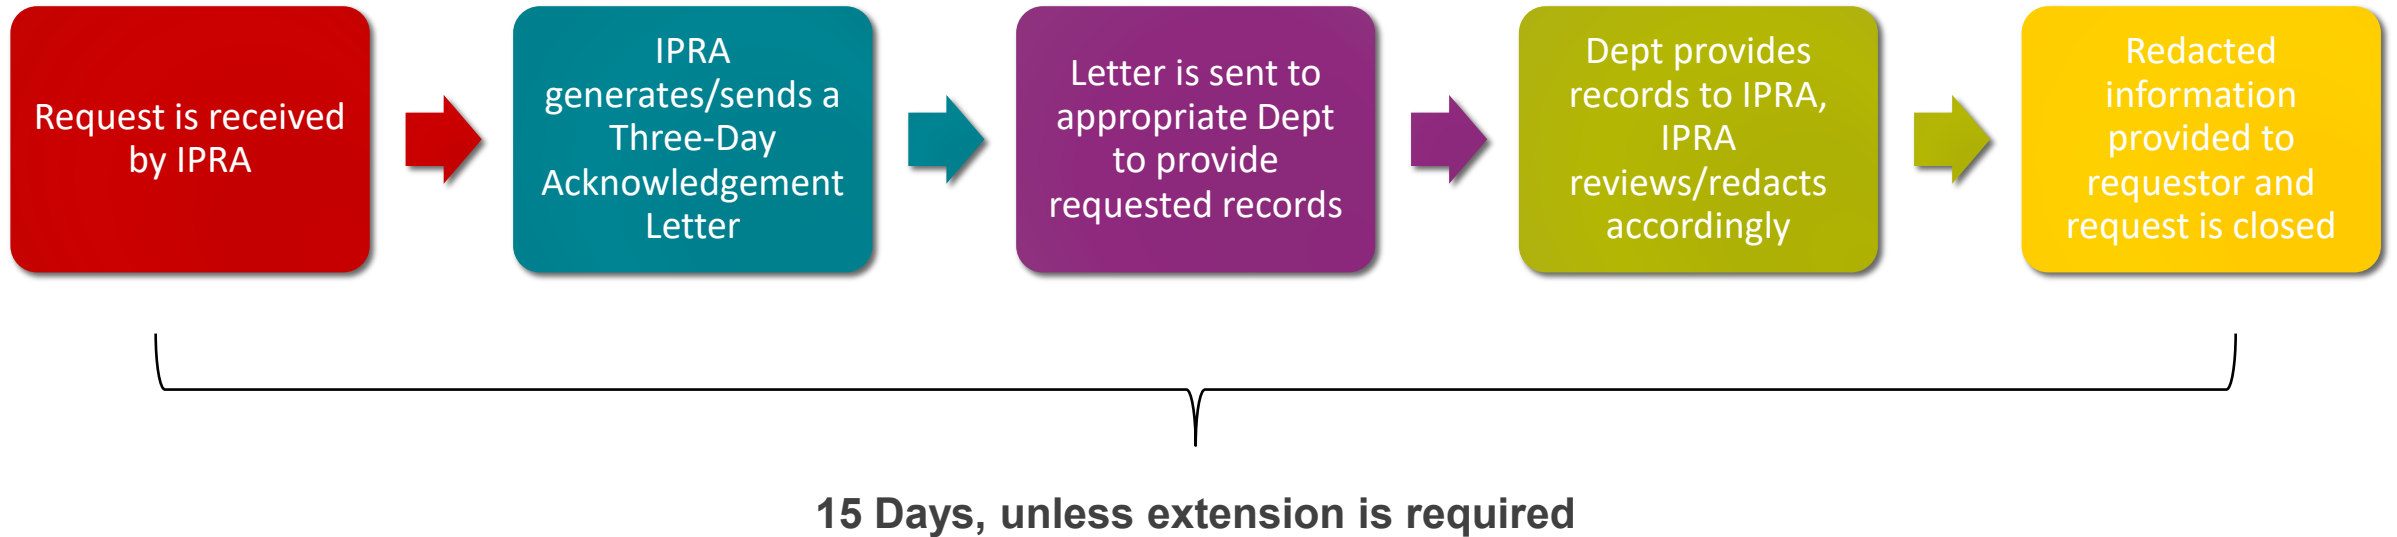 Request is received
by IPRA
IPRA
generates/sends a
Three-Day
Acknowledgement
Letter
Letter is sent to
appropriate Dept
to provide
requested records
Dept provides
records to IPRA,
IPRA
reviews/redacts
accordingly
Redacted
information
provided to
requestor and
request is closed
15 Days, unless extension is required